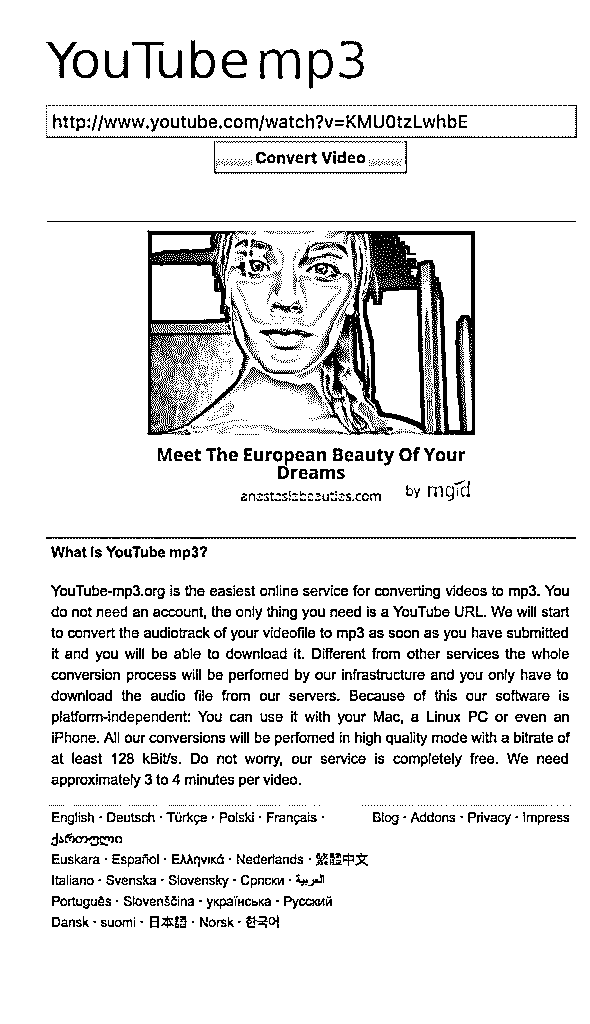 YouTube mp3
http://www.youtube.com/watch?v=KMU0tzLwhbE
Convert Video
Meet The European Beauty Of Your
Dreams
anastasiabeauties.com by mgid
What is YouTube mp3?
YouTube-mp3.org is the easiest online service for converting videos to mp3. You
do not need an account, the only thing you need is a YouTube URL. We will start
to convert the audiotrack of your videofile to mp3 as soon as you have submitted
it and you will be able to download it. Different from other services the whole
conversion process will be perfomed by our infrastructure and you only have to
download the audio file from our servers. Because of this our software is
platform-independent: You can use it with your Mac, a Linux PC or even an
iPhone. All our conversions will be perfomed in high quality mode with a bitrate of
at least 128 kBit/s. Do not worry, our service is completely free. We need
approximately 3 to 4 minutes per video.
English · Deutsch · Türkçe · Polski · Français · Blog · Addons · Privacy · Impress
ქართული
Euskara · Español · Ελληνικά · Nederlands · 繁體中文
Italiano · Svenska · Slovensky · Српски · العربية
Português · Slovenščina · українська · Русский
Dansk · suomi · 日本語 · Norsk · 한국어